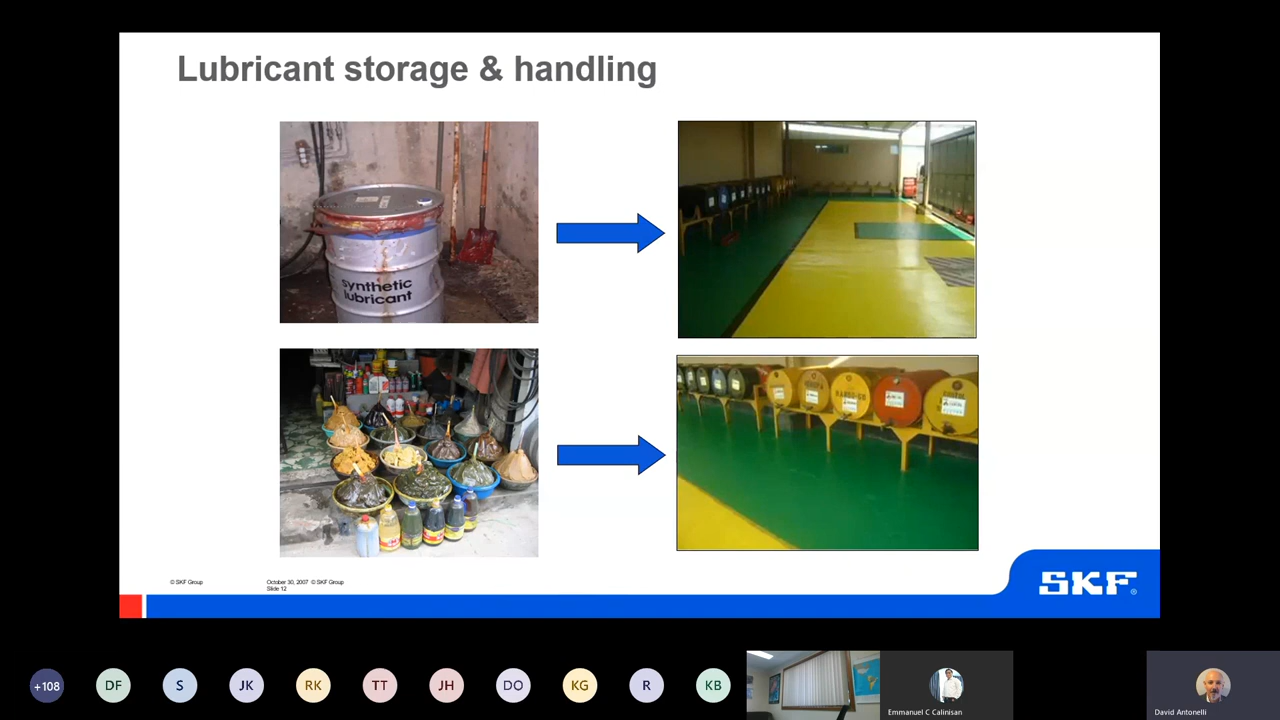 Lubricant storage & handling
synthetic
lubricant
© SKF Group
October 30, 2007 © SKF Group
Slide 12
SKF
®
+108
DF
S
JK
RK
TT
JH
DO
KG
R
KB
Emmanuel C Calinisan
David Antonelli